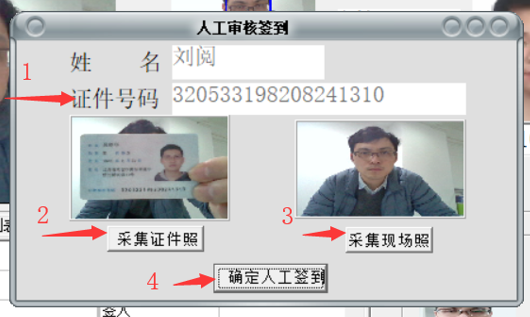 人工审核签到
姓 名 刘阅
1
证件号码 320533198208241310
2 采集证件照
3 采集现场照
4 确定人工签到
签入